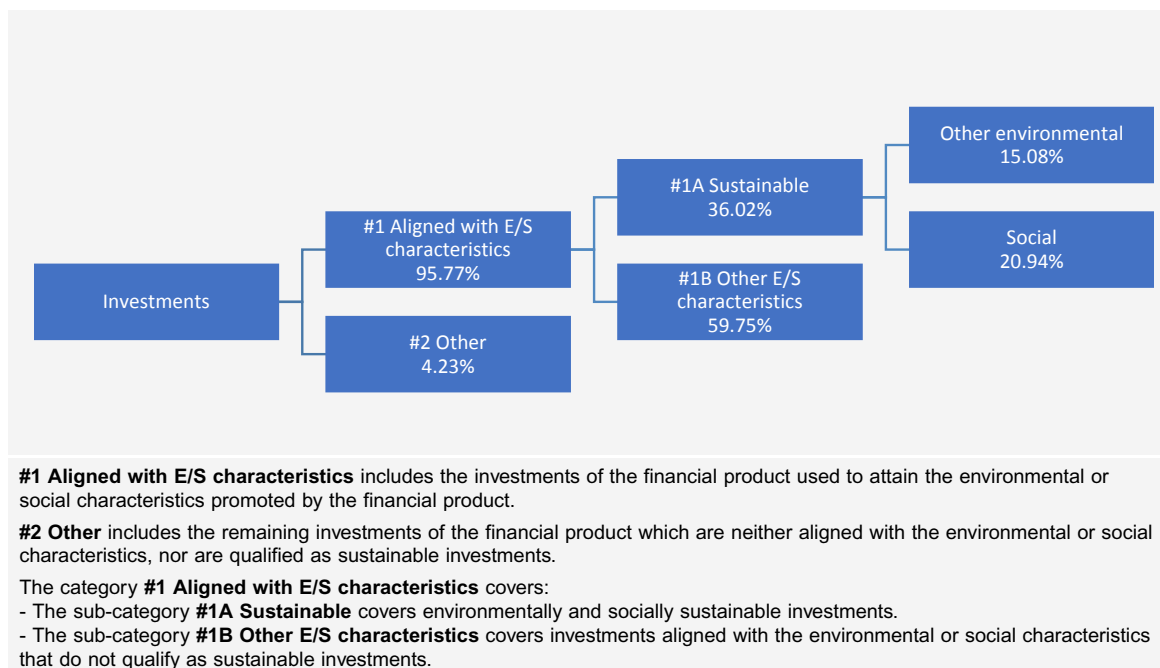 Investments
#1 Aligned with E/S
characteristics
95.77%
#2 Other
4.23%
#1A Sustainable
36.02%
#1B Other E/S
characteristics
59.75%
Other environmental
15.08%
Social
20.94%
#1 Aligned with E/S characteristics includes the investments of the financial product used to attain the environmental or
social characteristics promoted by the financial product.
#2 Other includes the remaining investments of the financial product which are neither aligned with the environmental or social
characteristics, nor are qualified as sustainable investments.
The category #1 Aligned with E/S characteristics covers:
- The sub-category #1A Sustainable covers environmentally and socially sustainable investments.
- The sub-category #1B Other E/S characteristics covers investments aligned with the environmental or social characteristics
that do not qualify as sustainable investments.